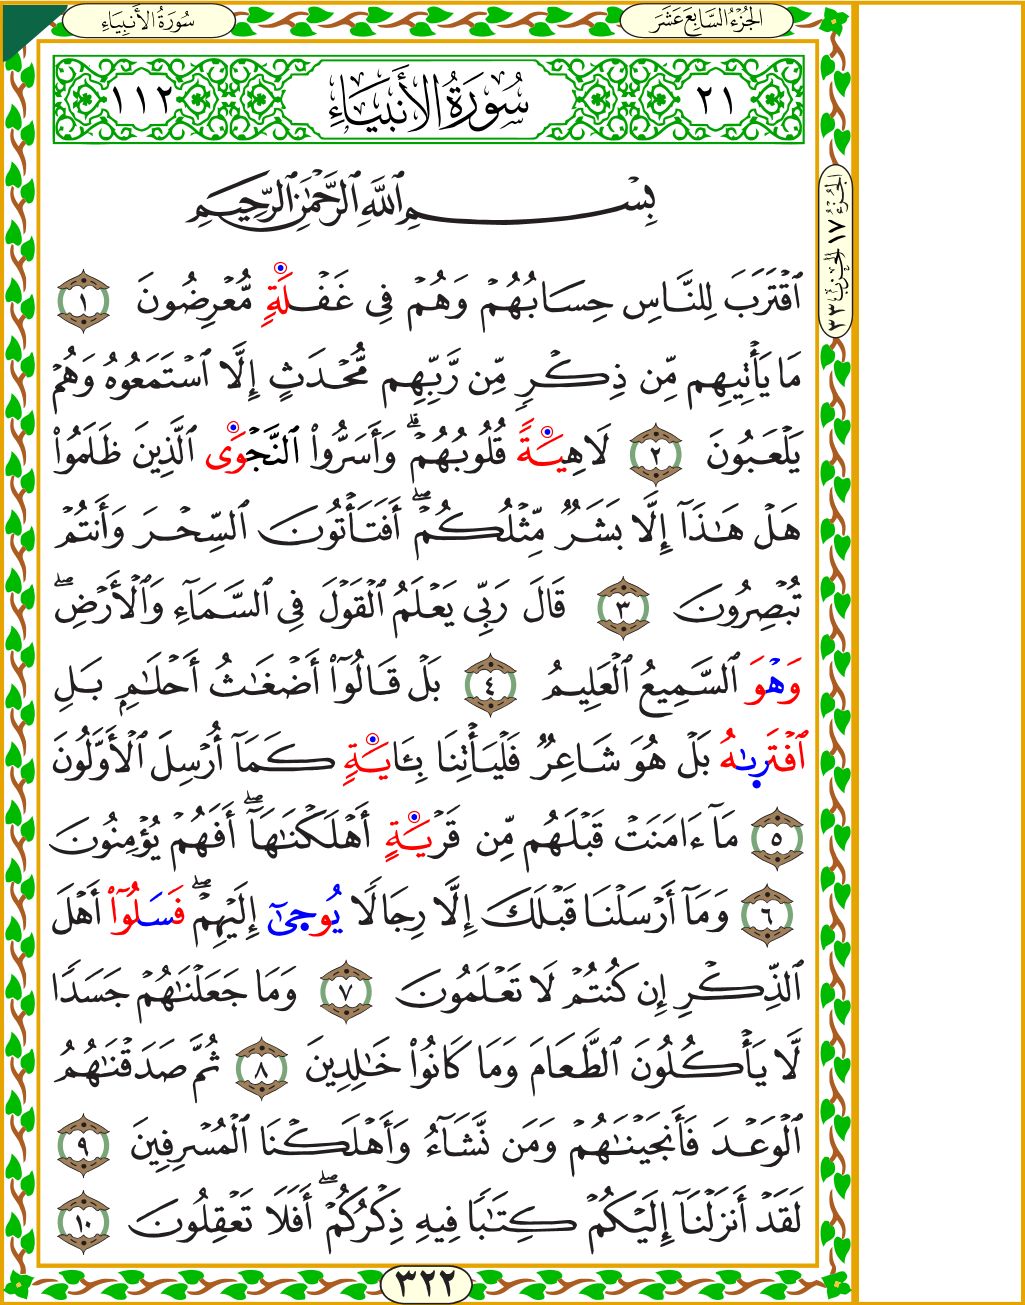 الجُزْءُ السَّابِعَ عَشَرَ
سُورَةُ الأَنبِيَاءِ
٢١
سُورَةُ الأَنبِيَاءِ
١١٢
الجُزْءُ ١٧ الحِزبُ ٣٣
بِسْمِ ٱللَّهِ ٱلرَّحْمَٰنِ ٱلرَّحِيمِ
ٱقْتَرَبَ لِلنَّاسِ حِسَابُهُمْ وَهُمْ فِى غَفْلَةٍ مُّعْرِضُونَ ١
مَا يَأْتِيهِم مِّن ذِكْرٍ مِّن رَّبِّهِم مُّحْدَثٍ إِلَّا ٱسْتَمَعُوهُ وَهُمْ
يَلْعَبُونَ ٢ لَاهِيَةً قُلُوبُهُمْ ۗ وَأَسَرُّوا۟ ٱلنَّجْوَى ٱلَّذِينَ ظَلَمُوا۟
هَلْ هَٰذَآ إِلَّا بَشَرٌ مِّثْلُكُمْ ۖ أَفَتَأْتُونَ ٱلسِّحْرَ وَأَنتُمْ
تُبْصِرُونَ ٣ قَالَ رَبِّى يَعْلَمُ ٱلْقَوْلَ فِى ٱلسَّمَآءِ وَٱلْأَرْضِ ۖ
وَهْوَ ٱلسَّمِيعُ ٱلْعَلِيمُ ٤ بَلْ قَالُوٓا۟ أَضْغَٰثُ أَحْلَٰمٍ بَلِ
ٱفْتَرَىٰهُ بَلْ هُوَ شَاعِرٌ فَلْيَأْتِنَا بِـَٔايَةٍ كَمَآ أُرْسِلَ ٱلْأَوَّلُونَ
٥ مَآ ءَامَنَتْ قَبْلَهُم مِّن قَرْيَةٍ أَهْلَكْنَٰهَآ ۖ أَفَهُمْ يُؤْمِنُونَ
٦ وَمَآ أَرْسَلْنَا قَبْلَكَ إِلَّا رِجَالًا يُوحَىٰٓ إِلَيْهِمْ ۖ فَسَلُوٓا۟ أَهْلَ
ٱلذِّكْرِ إِن كُنتُمْ لَا تَعْلَمُونَ ٧ وَمَا جَعَلْنَٰهُمْ جَسَدًا
لَّا يَأْكُلُونَ ٱلطَّعَامَ وَمَا كَانُوا۟ خَٰلِدِينَ ٨ ثُمَّ صَدَقْنَٰهُمُ
ٱلْوَعْدَ فَأَنجَيْنَٰهُمْ وَمَن نَّشَآءُ وَأَهْلَكْنَا ٱلْمُسْرِفِينَ ٩
لَقَدْ أَنزَلْنَآ إِلَيْكُمْ كِتَٰبًا فِيهِ ذِكْرُكُمْ ۖ أَفَلَا تَعْقِلُونَ ١٠
٣٢٢